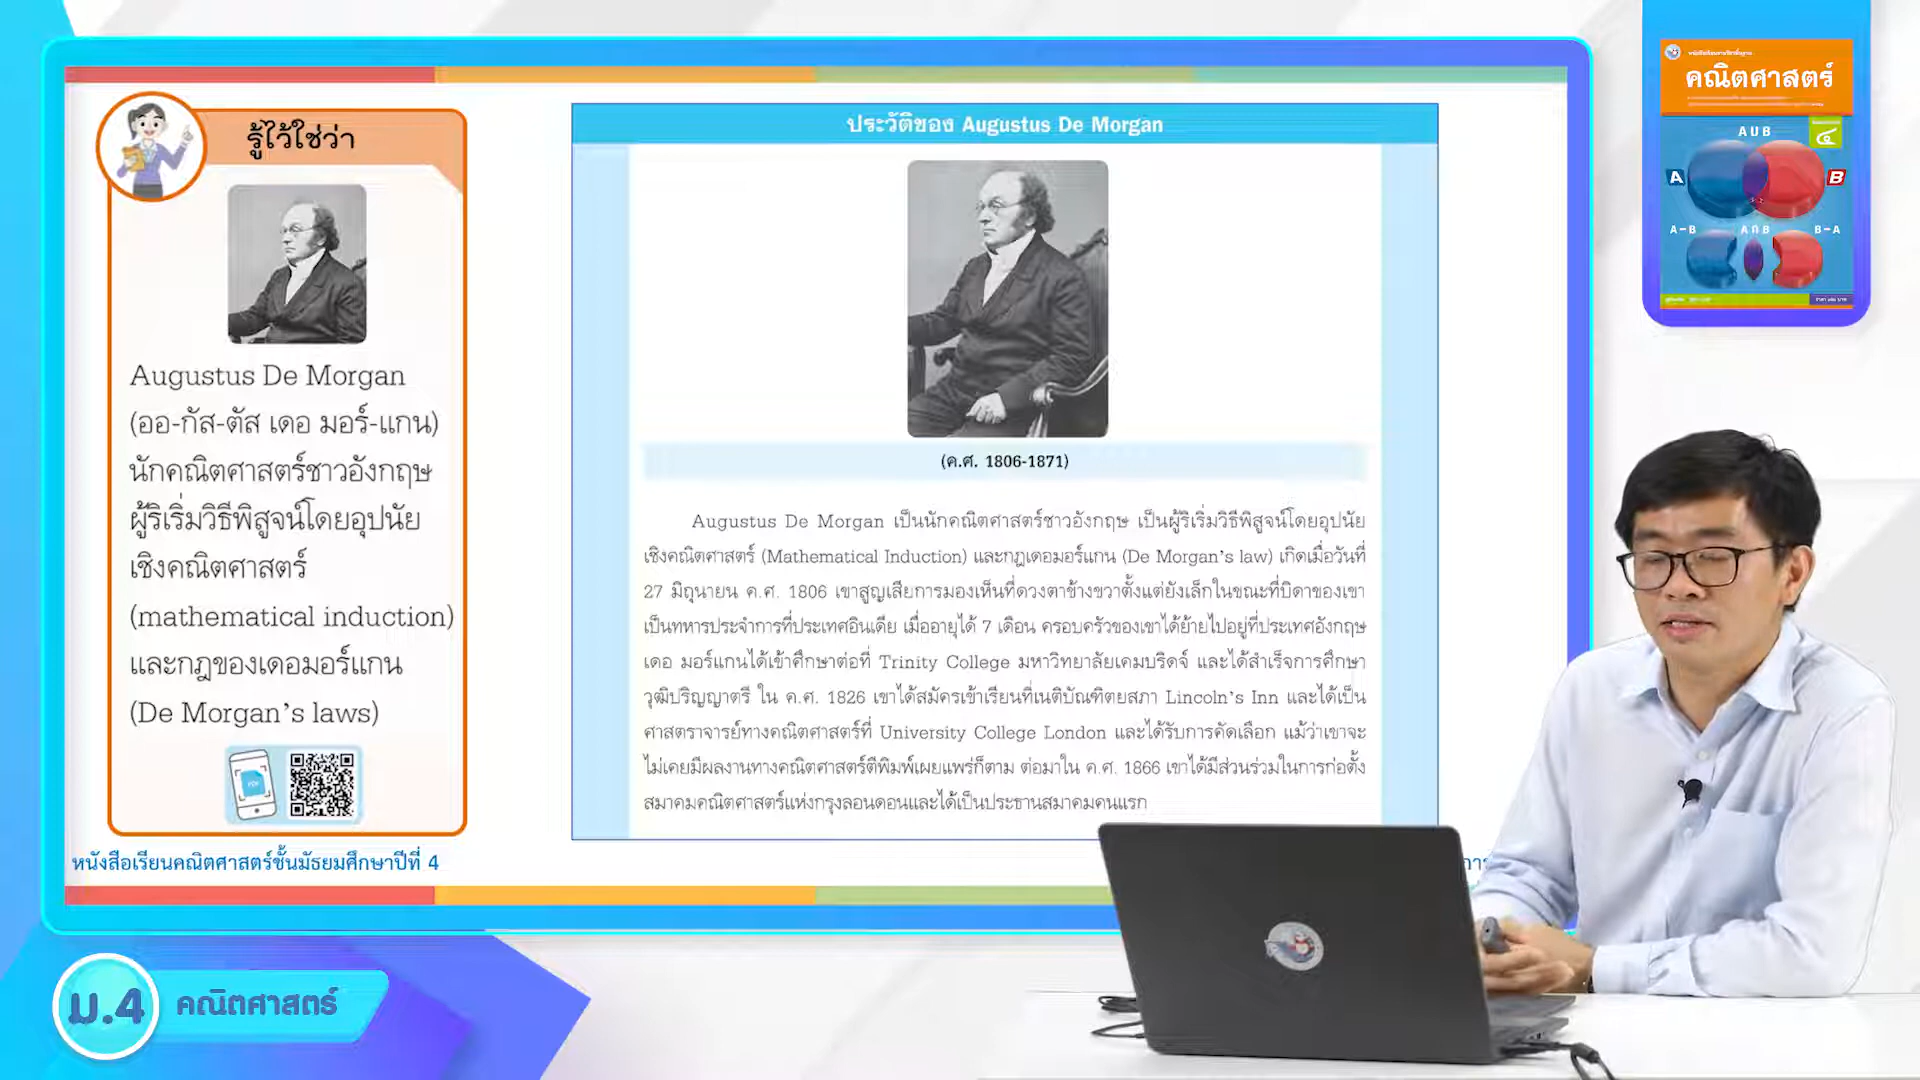 รู้ไว้ใช่ว่า
Augustus De Morgan
(ออ-กัส-ตัส เดอ มอร์-แกน)
นักคณิตศาสตร์ชาวอังกฤษ
ผู้ริเริ่มวิธีพิสูจน์โดยอุปนัย
เชิงคณิตศาสตร์
(mathematical induction)
และกฎของเดอมอร์แกน
(De Morgan's laws)
PDF
หนังสือเรียนคณิตศาสตร์ชั้นมัธยมศึกษาปีที่ 4
ประวัติของ Augustus De Morgan
(ค.ศ. 1806-1871)
Augustus De Morgan เป็นนักคณิตศาสตร์ชาวอังกฤษ เป็นผู้ริเริ่มวิธีพิสูจน์โดยอุปนัย
เชิงคณิตศาสตร์ (Mathematical Induction) และกฎเดอมอร์แกน (De Morgan's law) เกิดเมื่อวันที่
27 มิถุนายน ค.ศ. 1806 เขาสูญเสียการมองเห็นที่ดวงตาข้างขวาตั้งแต่ยังเล็กในขณะที่บิดาของเขา
เป็นทหารประจำการที่ประเทศอินเดีย เมื่ออายุได้ 7 เดือน ครอบครัวของเขาได้ย้ายไปอยู่ที่ประเทศอังกฤษ
เดอ มอร์แกนได้เข้าศึกษาต่อที่ Trinity College มหาวิทยาลัยเคมบริดจ์ และได้สำเร็จการศึกษา
วุฒิปริญญาตรี ใน ค.ศ. 1826 เขาได้สมัครเข้าเรียนที่เนติบัณฑิตยสภา Lincoln's Inn และได้เป็น
ศาสตราจารย์ทางคณิตศาสตร์ที่ University College London และได้รับการคัดเลือก แม้ว่าเขาจะ
ไม่เคยมีผลงานทางคณิตศาสตร์ตีพิมพ์เผยแพร่ก็ตาม ต่อมาใน ค.ศ. 1866 เขาได้มีส่วนร่วมในการก่อตั้ง
สมาคมคณิตศาสตร์แห่งกรุงลอนดอนและได้เป็นประธานสมาคมคนแรก
คณิตศาสตร์
๔
A U B
A
B
A-B
A ∩ B
B-A
ม.4
คณิตศาสตร์